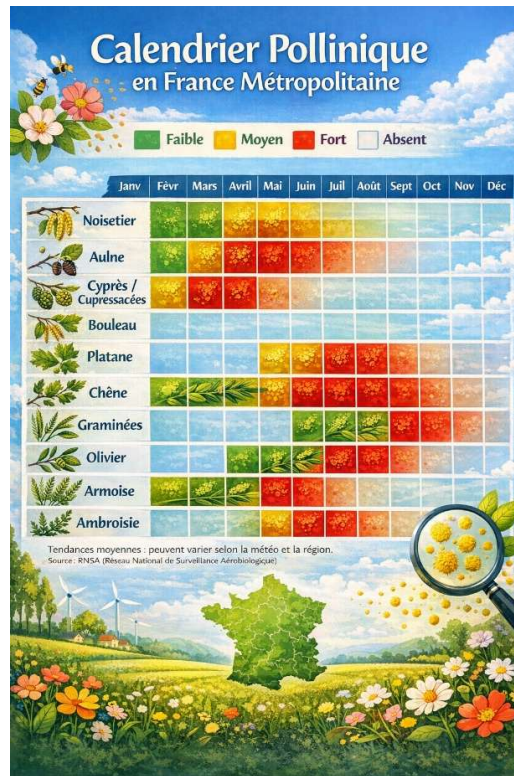 Calendrier Pollinique
en France Métropolitaine
Faible Moyen Fort Absent
Janv Févr Mars Avril Mai Juin Juil Août Sept Oct Nov Déc
Noisetier
Aulne
Cyprès /
Cupressacées
Bouleau
Platane
Chêne
Graminées
Olivier
Armoise
Ambroisie
Tendances moyennes : peuvent varier selon la météo et la région.
Source : RNSA (Réseau National de Surveillance Aérobiologique)